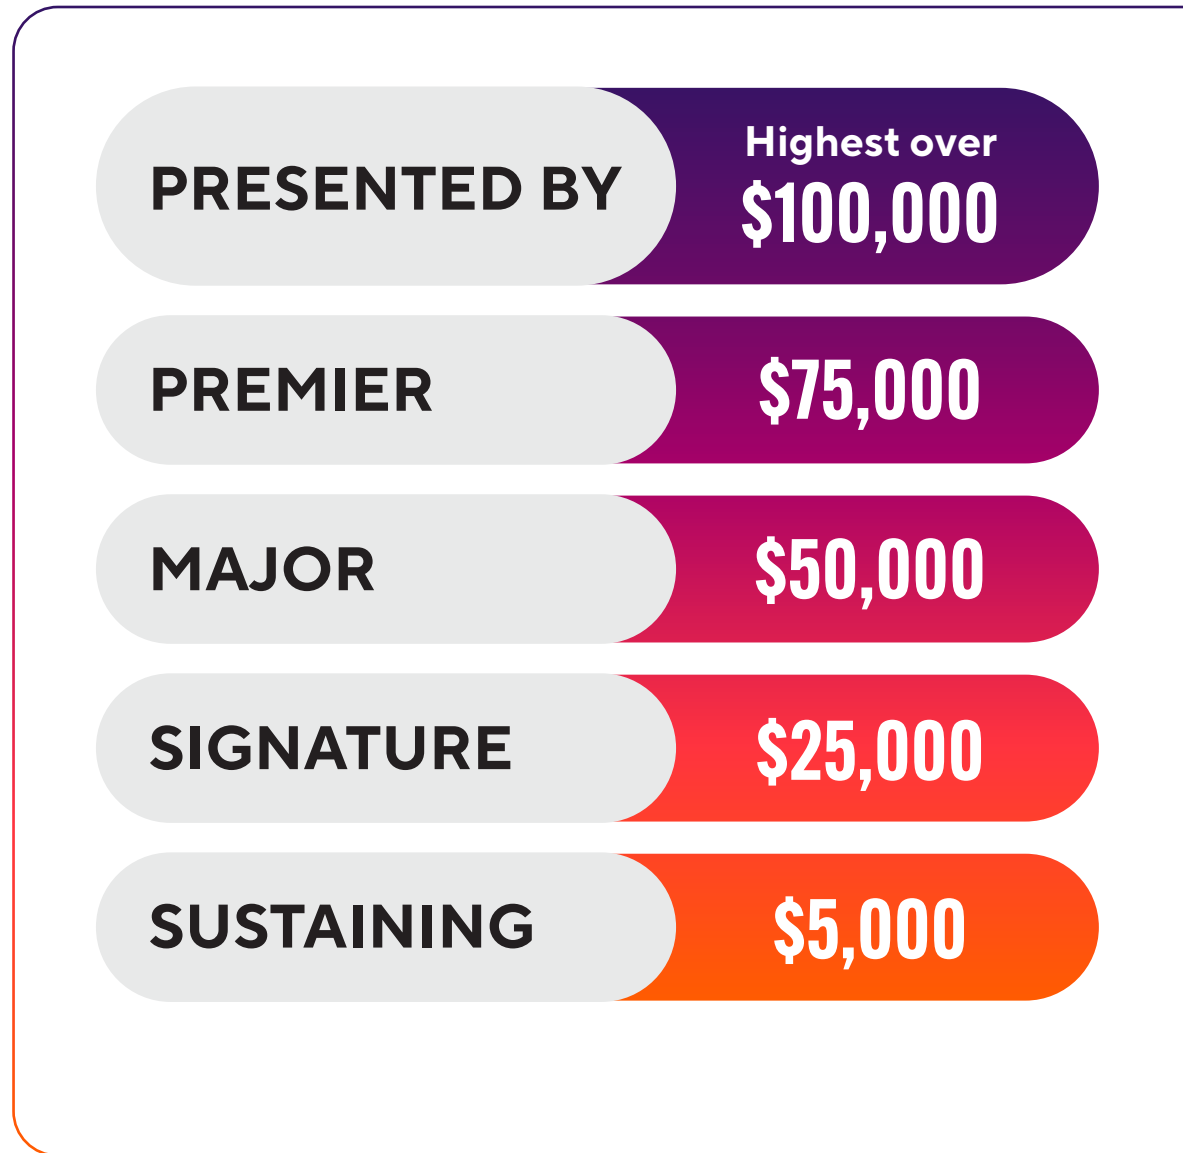 PRESENTED BY
Highest over
$100,000
PREMIER
$75,000
MAJOR
$50,000
SIGNATURE
$25,000
SUSTAINING
$5,000